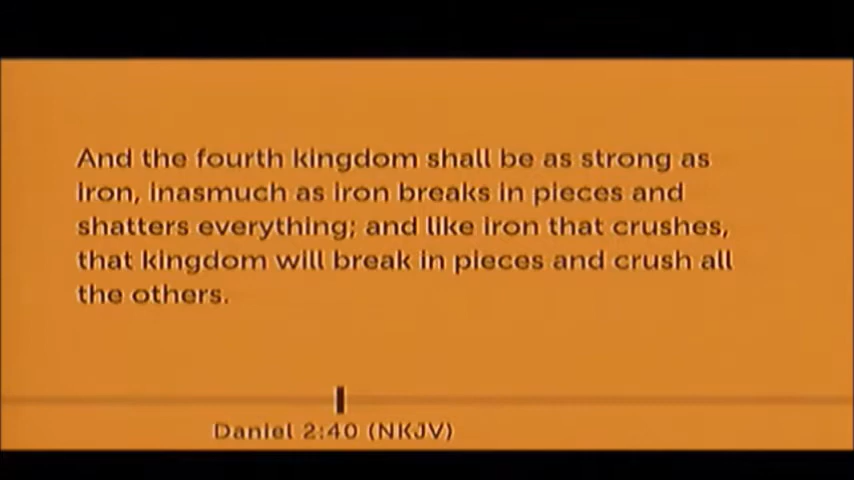 And the fourth kingdom shall be as strong as
iron, inasmuch as iron breaks in pieces and
shatters everything; and like iron that crushes,
that kingdom will break in pieces and crush all
the others.
Daniel 2:40 (NKJV)